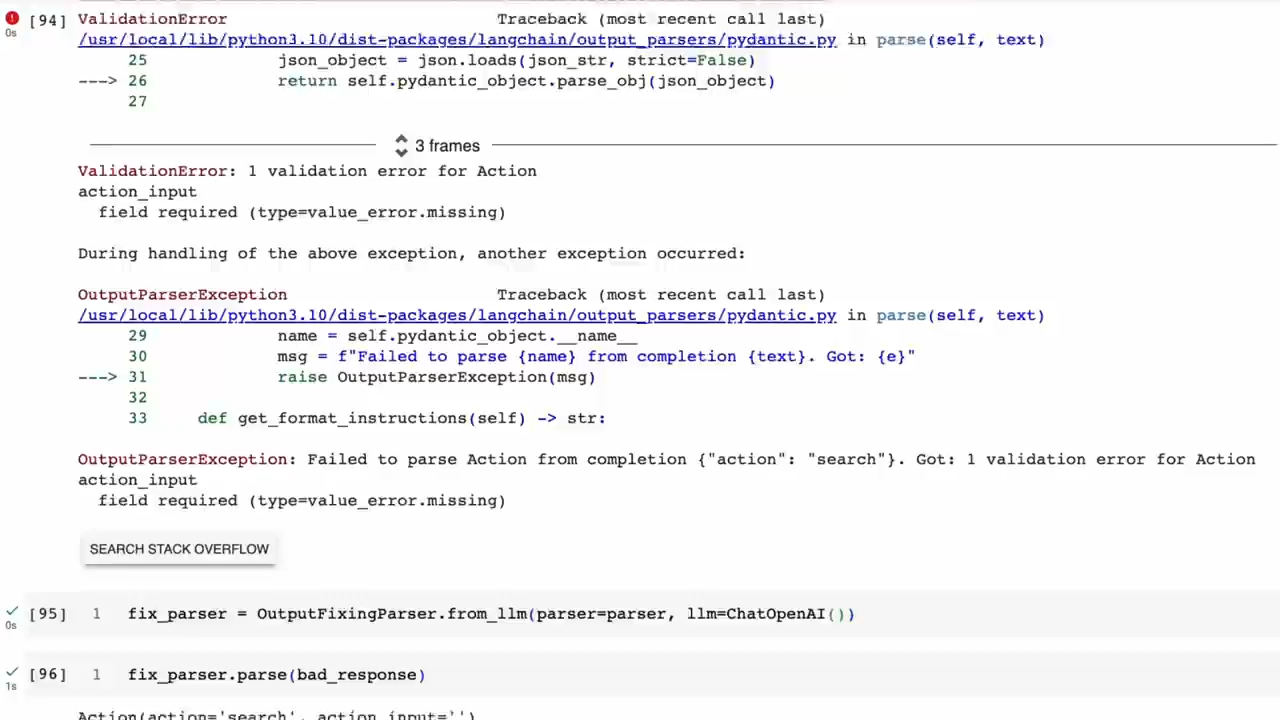 [94] ValidationError Traceback (most recent call last)
0s
/usr/local/lib/python3.10/dist-packages/langchain/output_parsers/pydantic.py in parse(self, text)
25 json_object = json.loads(json_str, strict=False)
---> 26 return self.pydantic_object.parse_obj(json_object)
27
3 frames
ValidationError: 1 validation error for Action
action_input
field required (type=value_error.missing)
During handling of the above exception, another exception occurred:
OutputParserException Traceback (most recent call last)
/usr/local/lib/python3.10/dist-packages/langchain/output_parsers/pydantic.py in parse(self, text)
29 name = self.pydantic_object.__name__
30 msg = f"Failed to parse {name} from completion {text}. Got: {e}"
---> 31 raise OutputParserException(msg)
32
33 def get_format_instructions(self) -> str:
OutputParserException: Failed to parse Action from completion {"action": "search"}. Got: 1 validation error for Action
action_input
field required (type=value_error.missing)
SEARCH STACK OVERFLOW
[95] 1 fix_parser = OutputFixingParser.from_llm(parser=parser, llm=ChatOpenAI())
0s
[96] 1 fix_parser.parse(bad_response)
1s
Action(action='search', action_input='')